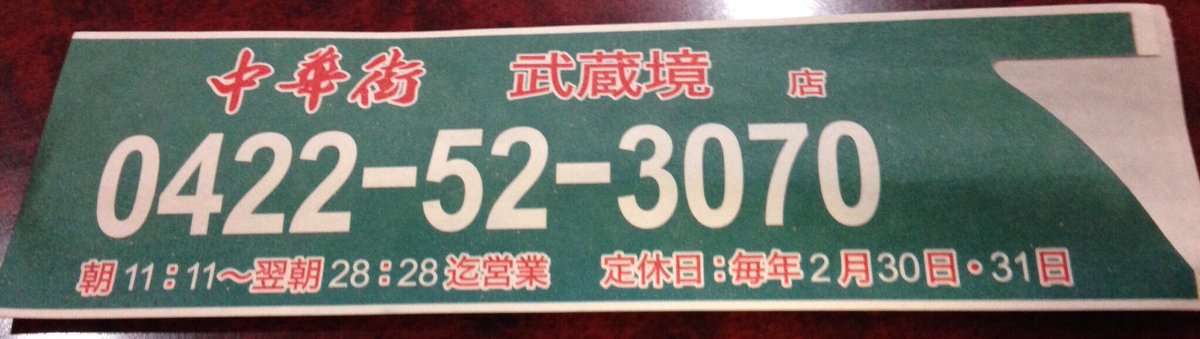 中華街 武蔵境 店
0422-52-3070
朝11:11〜翌朝28:28迄営業 定休日:毎年2月30日・31日